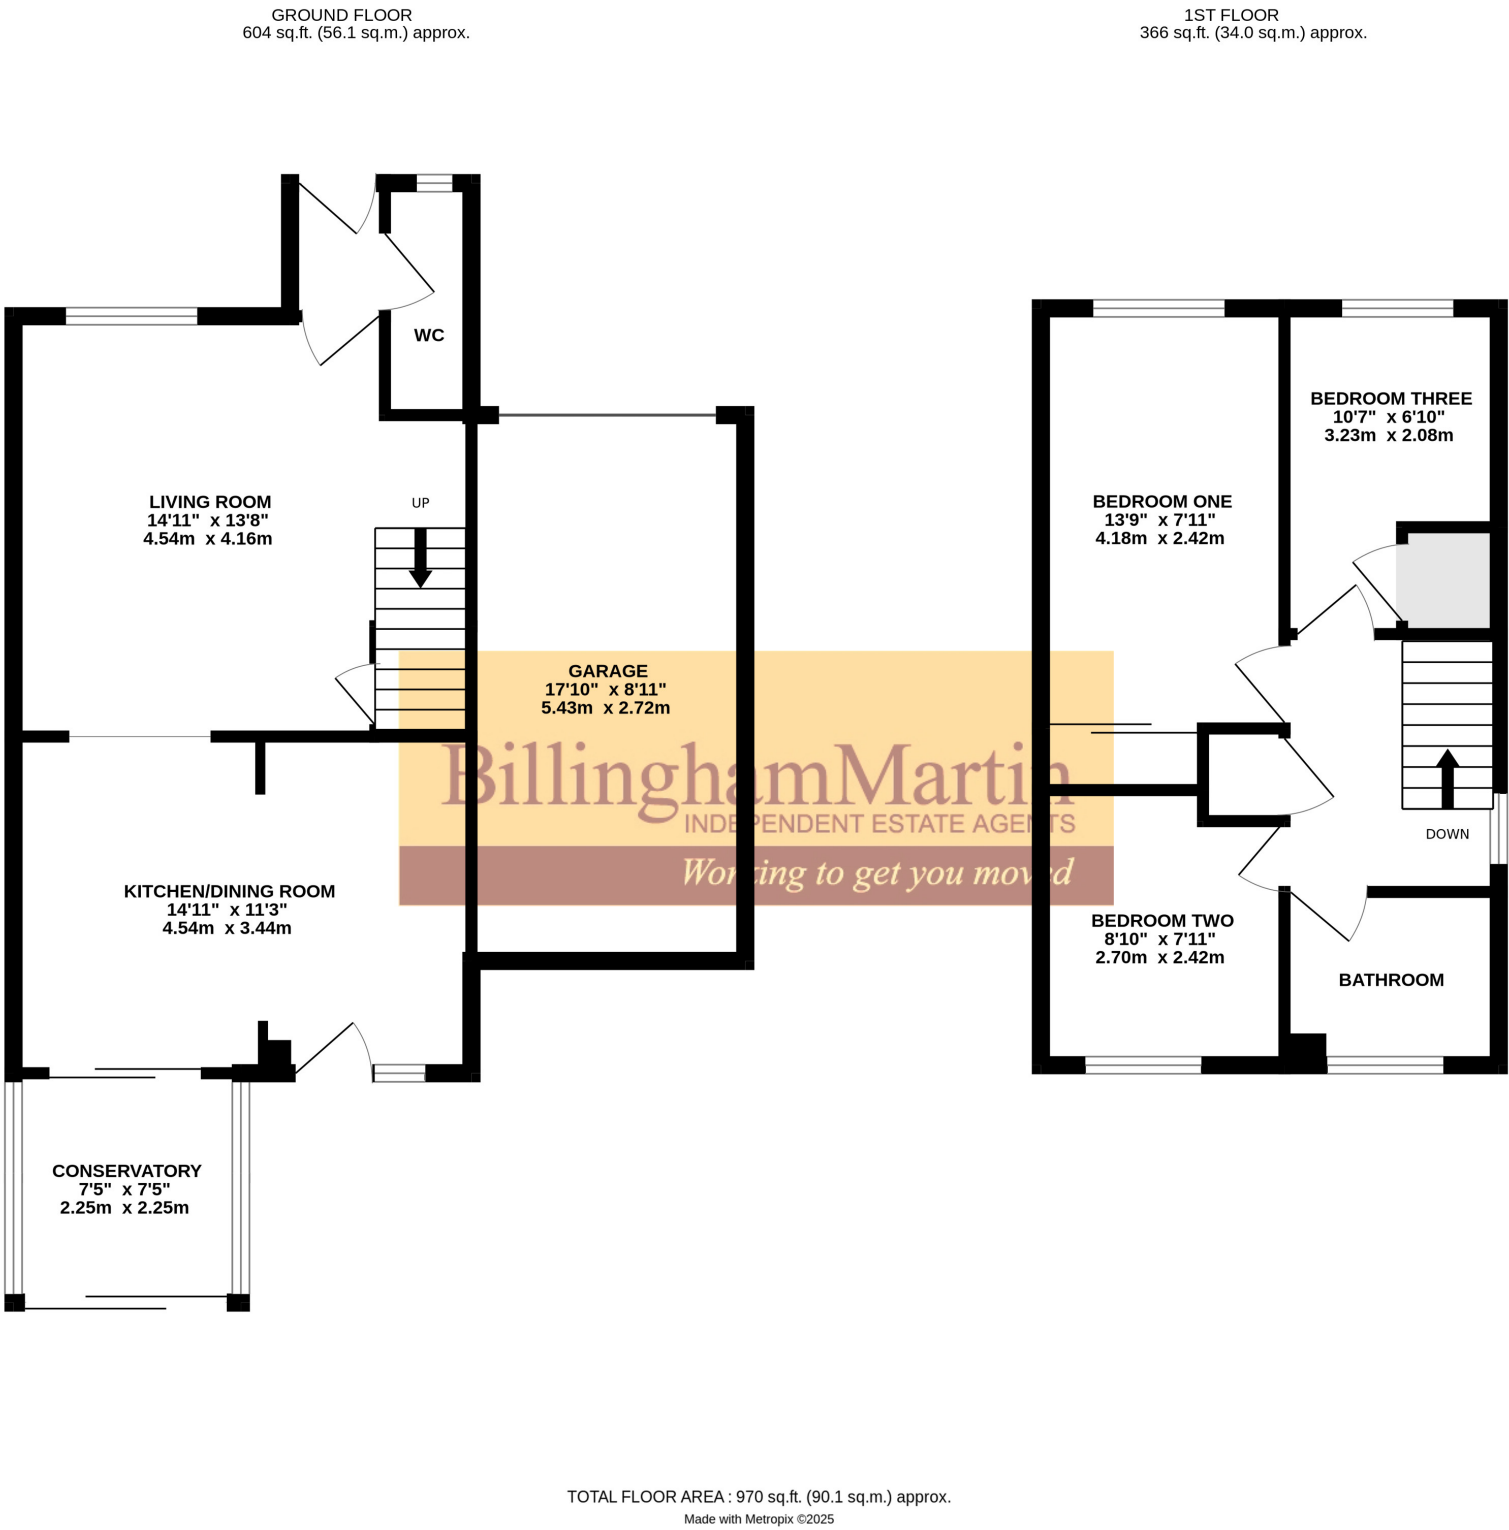 GROUND FLOOR
604 sq.ft. (56.1 sq.m.) approx.
1ST FLOOR
366 sq.ft. (34.0 sq.m.) approx.
WC
LIVING ROOM
14'11" x 13'8"
4.54m x 4.16m
UP
GARAGE
17'10" x 8'11"
5.43m x 2.72m
KITCHEN/DINING ROOM
14'11" x 11'3"
4.54m x 3.44m
CONSERVATORY
7'5" x 7'5"
2.25m x 2.25m
BEDROOM THREE
10'7" x 6'10"
3.23m x 2.08m
BEDROOM ONE
13'9" x 7'11"
4.18m x 2.42m
DOWN
BEDROOM TWO
8'10" x 7'11"
2.70m x 2.42m
BATHROOM
BillinghamMartin
INDEPENDENT ESTATE AGENTS
Working to get you moved
TOTAL FLOOR AREA : 970 sq.ft. (90.1 sq.m.) approx.
Made with Metropix ©2025